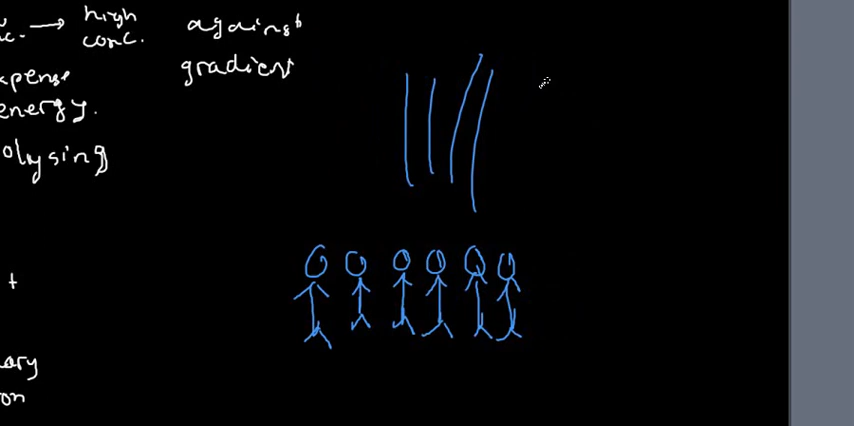 c. → high conc.
against gradient
xpense
energy.
olysing
t
ary
on